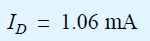 I_D = 1.06 mA